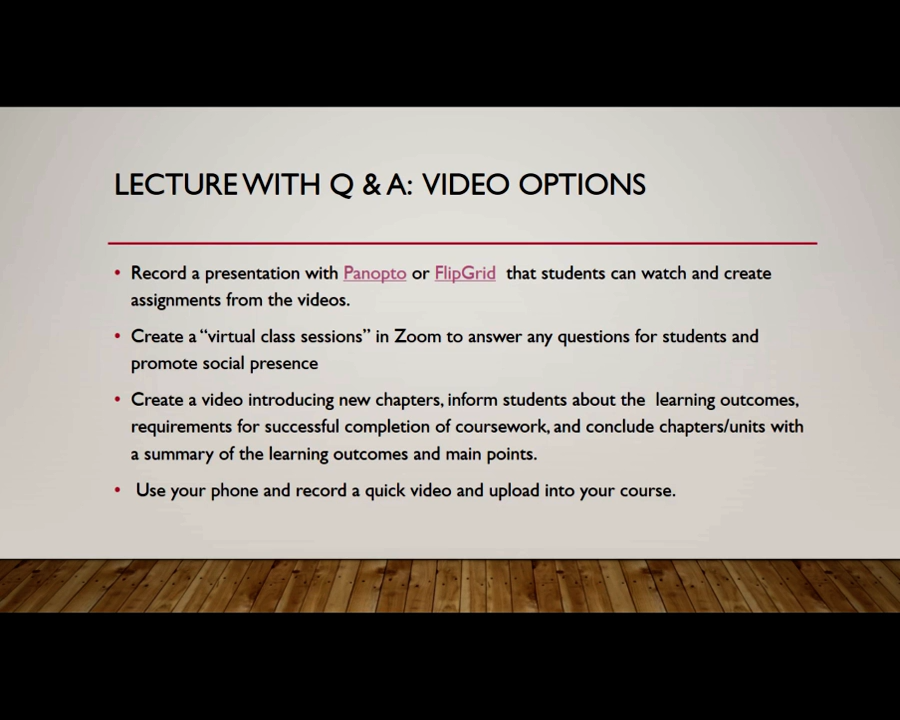 LECTURE WITH Q & A: VIDEO OPTIONS
• Record a presentation with Panopto or FlipGrid that students can watch and create
assignments from the videos.
• Create a “virtual class sessions” in Zoom to answer any questions for students and
promote social presence
• Create a video introducing new chapters, inform students about the learning outcomes,
requirements for successful completion of coursework, and conclude chapters/units with
a summary of the learning outcomes and main points.
• Use your phone and record a quick video and upload into your course.